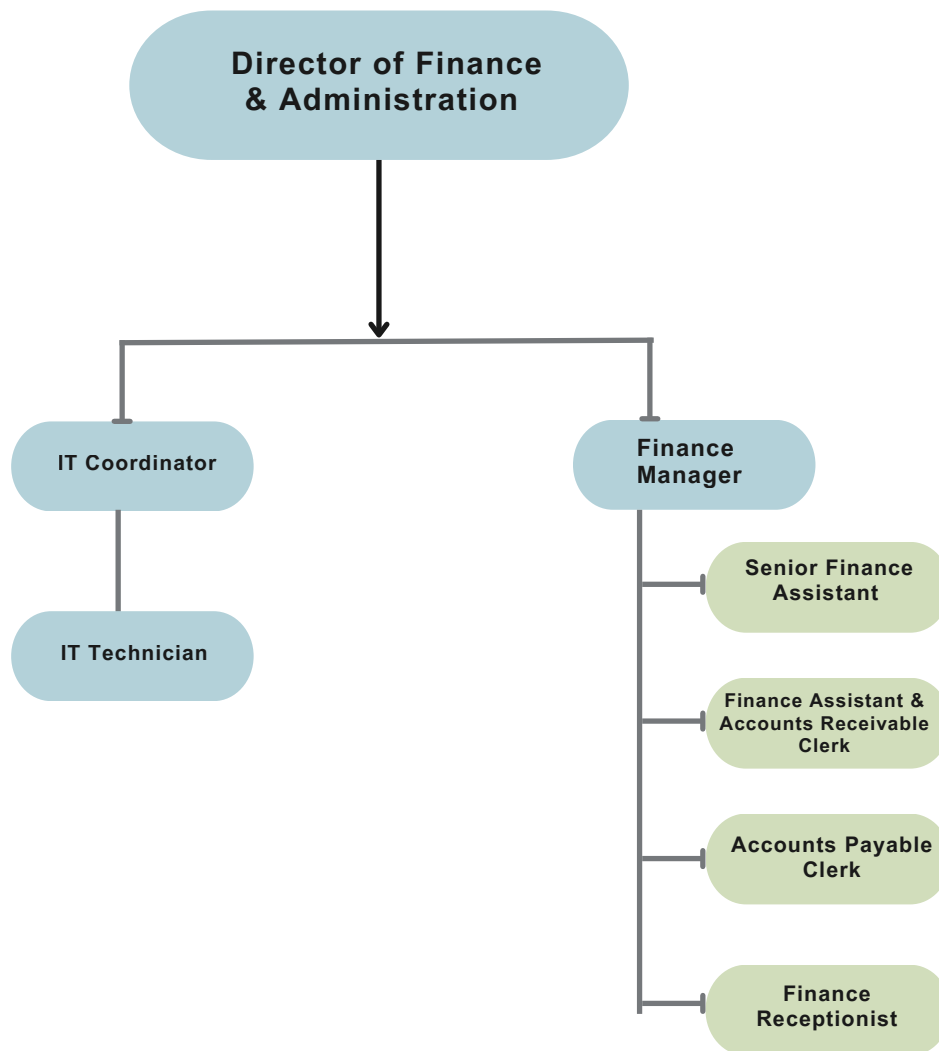 Director of Finance
& Administration
IT Coordinator
Finance
Manager
IT Technician
Senior Finance
Assistant
Finance Assistant &
Accounts Receivable
Clerk
Accounts Payable
Clerk
Finance
Receptionist